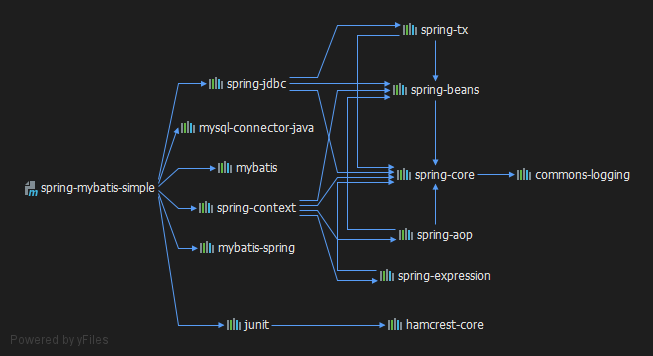 spring-tx
spring-jdbc
spring-beans
mysql-connector-java
mybatis
spring-core
commons-logging
spring-mybatis-simple
spring-context
spring-aop
mybatis-spring
spring-expression
junit
hamcrest-core
Powered by yFiles